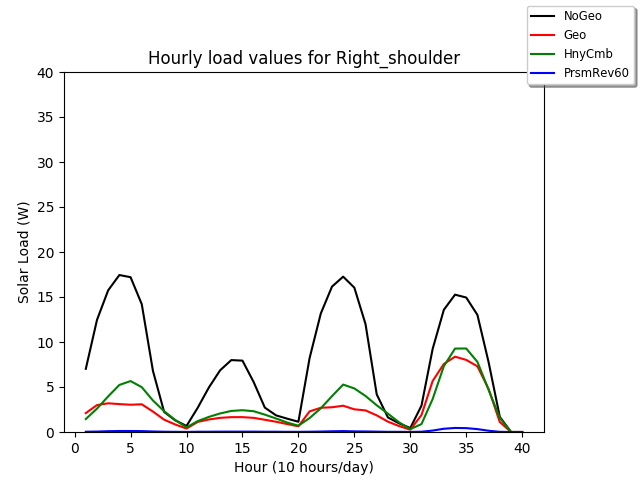 NoGeo
Geo
HnyCmb
PrsmRev60
Hourly load values for Right_shoulder
40
35
30
25
20
15
10
5
0
Solar Load (W)
0 5 10 15 20 25 30 35 40
Hour (10 hours/day)